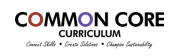 COMMON CORE
CURRICULUM
Connect Skills • Create Solutions • Champion Sustainability